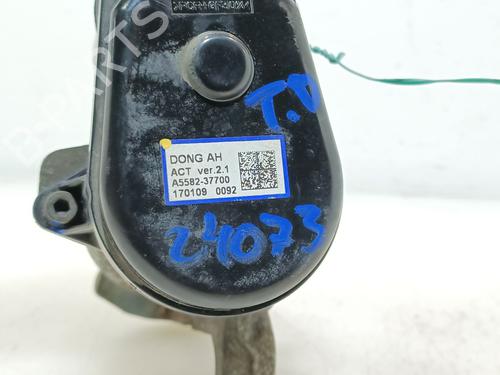 T.D
DONG AH
ACT ver.2.1
A5582-37700
170109 0092
24073